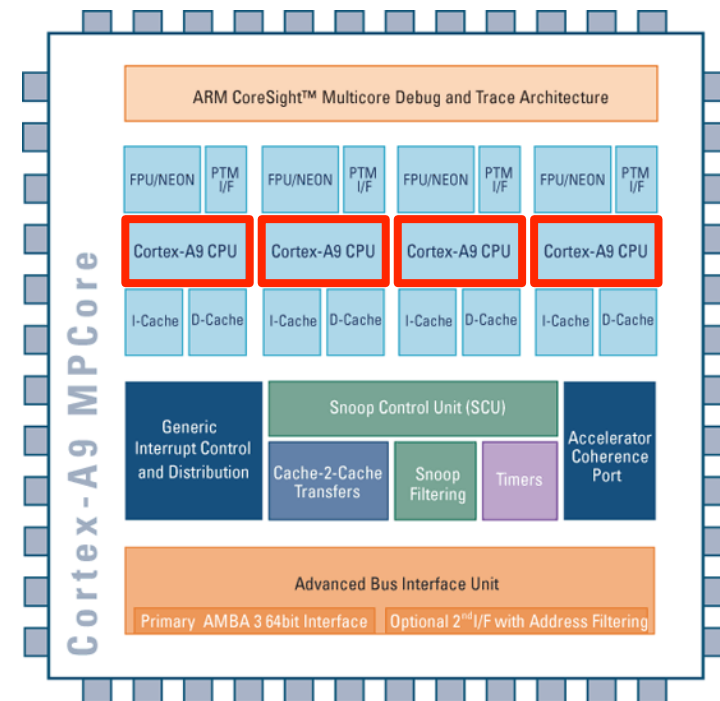 Cortex-A9 MPCore
ARM CoreSight™ Multicore Debug and Trace Architecture
FPU/NEON
PTM
I/F
FPU/NEON
PTM
I/F
FPU/NEON
PTM
I/F
FPU/NEON
PTM
I/F
Cortex-A9 CPU
Cortex-A9 CPU
Cortex-A9 CPU
Cortex-A9 CPU
I-Cache
D-Cache
I-Cache
D-Cache
I-Cache
D-Cache
I-Cache
D-Cache
Generic
Interrupt Control
and Distribution
Snoop Control Unit (SCU)
Cache-2-Cache
Transfers
Snoop
Filtering
Timers
Accelerator
Coherence
Port
Advanced Bus Interface Unit
Primary AMBA 3 64bit Interface
Optional 2nd I/F with Address Filtering